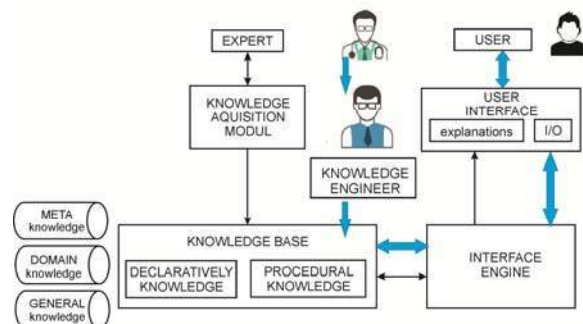 EXPERT
USER
KNOWLEDGE
AQUISITION
MODUL
USER
INTERFACE
explanations
I/O
KNOWLEDGE
ENGINEER
META
knowledge
DOMAIN
knowledge
GENERAL
knowledge
KNOWLEDGE BASE
DECLARATIVELY
KNOWLEDGE
PROCEDURAL
KNOWLEDGE
INTERFACE
ENGINE